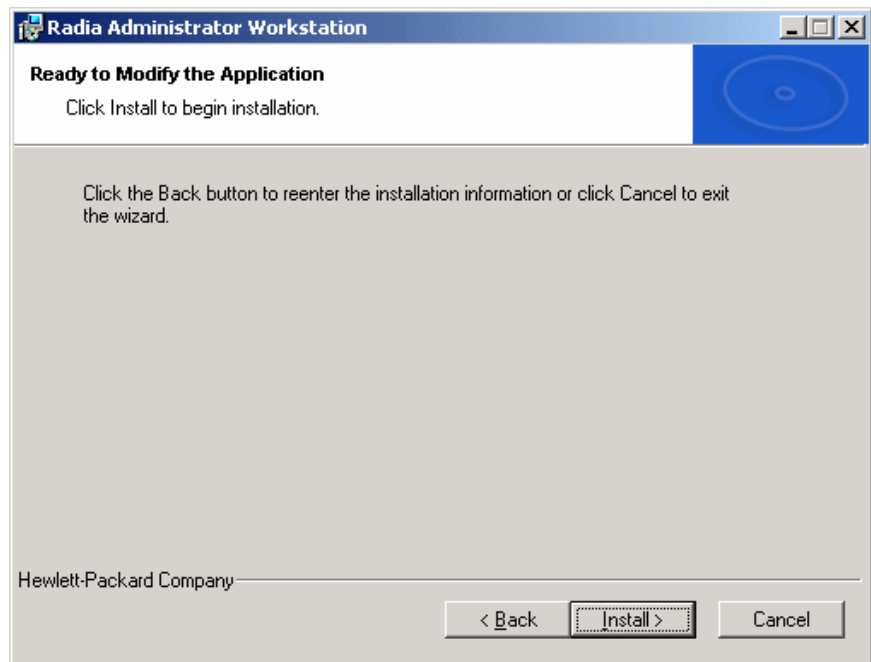 Radia Administrator Workstation
Ready to Modify the Application
Click Install to begin installation.
Click the Back button to reenter the installation information or click Cancel to exit
the wizard.
Hewlett-Packard Company
< Back
Install >
Cancel